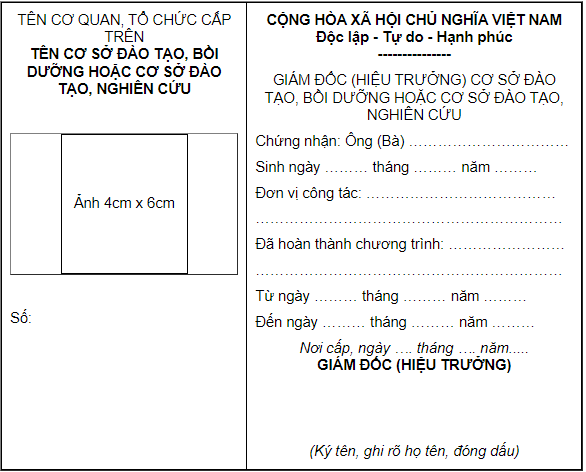 TÊN CƠ QUAN, TỔ CHỨC CẤP
TRÊN
TÊN CƠ SỞ ĐÀO TẠO, BỒI
DƯỠNG HOẶC CƠ SỞ ĐÀO
TẠO, NGHIÊN CỨU
Ảnh 4cm x 6cm
Số:
CỘNG HÒA XÃ HỘI CHỦ NGHĨA VIỆT NAM
Độc lập - Tự do - Hạnh phúc
---------------
GIÁM ĐỐC (HIỆU TRƯỞNG) CƠ SỞ ĐÀO
TẠO, BỒI DƯỠNG HOẶC CƠ SỞ ĐÀO TẠO,
NGHIÊN CỨU
Chứng nhận: Ông (Bà) ……………………………
Sinh ngày ……… tháng ……… năm ………
Đơn vị công tác: …………………………………
……………………………………………………
Đã hoàn thành chương trình: …………………
……………………………………………………
Từ ngày ……… tháng ……… năm ………
Đến ngày ……… tháng ……… năm ………
Nơi cấp, ngày …. tháng …. năm.....
GIÁM ĐỐC (HIỆU TRƯỞNG)
(Ký tên, ghi rõ họ tên, đóng dấu)